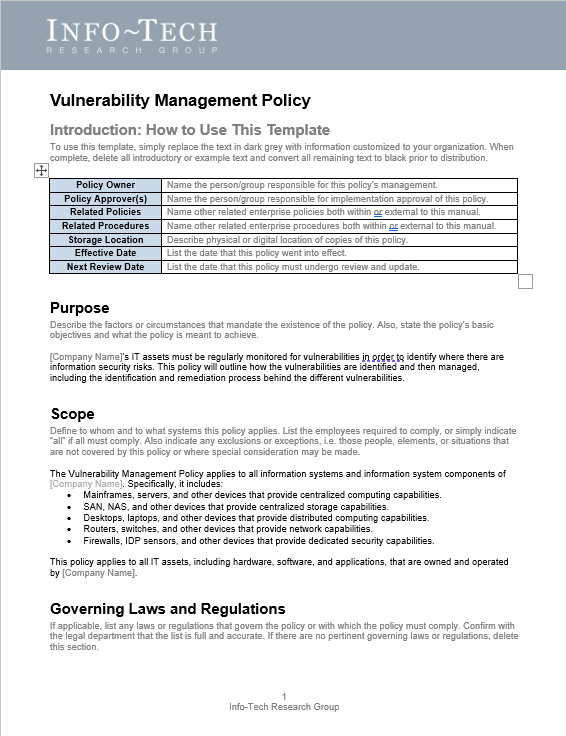 INFO~TECH
RESEARCH GROUP
Vulnerability Management Policy
Introduction: How to Use This Template
To use this template, simply replace the text in dark grey with information customized to your organization. When
complete, delete all introductory or example text and convert all remaining text to black prior to distribution.
Policy Owner Name the person/group responsible for this policy's management.
Policy Approver(s) Name the person/group responsible for implementation approval of this policy.
Related Policies Name other related enterprise policies both within or external to this manual.
Related Procedures Name other related enterprise procedures both within or external to this manual.
Storage Location Describe physical or digital location of copies of this policy.
Effective Date List the date that this policy went into effect.
Next Review Date List the date that this policy must undergo review and update.
Purpose
Describe the factors or circumstances that mandate the existence of the policy. Also, state the policy's basic
objectives and what the policy is meant to achieve.
[Company Name]'s IT assets must be regularly monitored for vulnerabilities in order to identify where there are
information security risks. This policy will outline how the vulnerabilities are identified and then managed,
including the identification and remediation process behind the different vulnerabilities.
Scope
Define to whom and to what systems this policy applies. List the employees required to comply, or simply indicate
"all" if all must comply. Also indicate any exclusions or exceptions, i.e. those people, elements, or situations that
are not covered by this policy or where special consideration may be made.
The Vulnerability Management Policy applies to all information systems and information system components of
[Company Name]. Specifically, it includes:
• Mainframes, servers, and other devices that provide centralized computing capabilities.
• SAN, NAS, and other devices that provide centralized storage capabilities.
• Desktops, laptops, and other devices that provide distributed computing capabilities.
• Routers, switches, and other devices that provide network capabilities.
• Firewalls, IDP sensors, and other devices that provide dedicated security capabilities.
This policy applies to all IT assets, including hardware, software, and applications, that are owned and operated
by [Company Name].
Governing Laws and Regulations
If applicable, list any laws or regulations that govern the policy or with which the policy must comply. Confirm with
the legal department that the list is full and accurate. If there are no pertinent governing laws or regulations, delete
this section.
1
Info-Tech Research Group